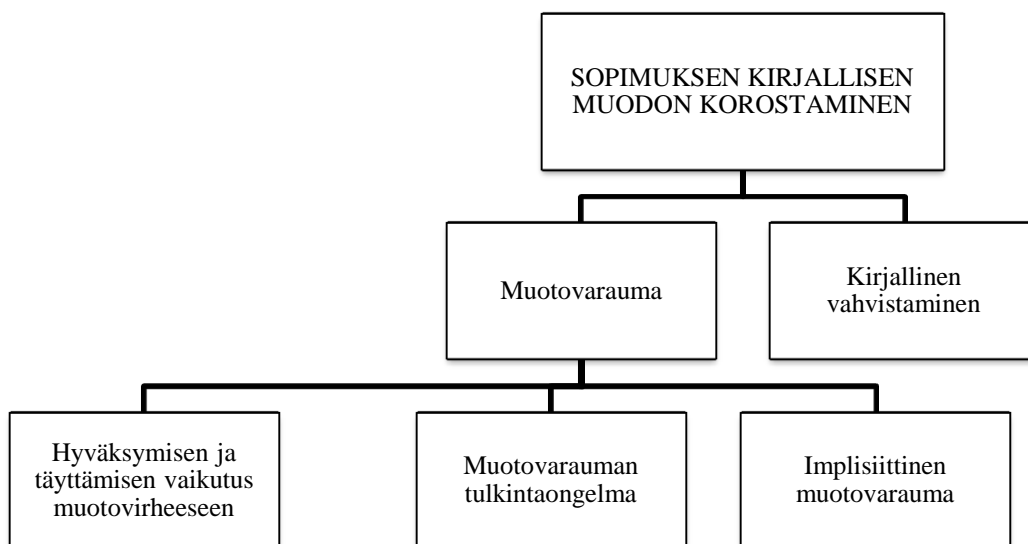 SOPIMUKSEN KIRJALLISEN
MUODON KOROSTAMINEN
Muotovarauma
Kirjallinen
vahvistaminen
Hyväksymisen ja
täyttämisen vaikutus
muotovirheeseen
Muotovarauman
tulkintaongelma
Implisiittinen
muotovarauma